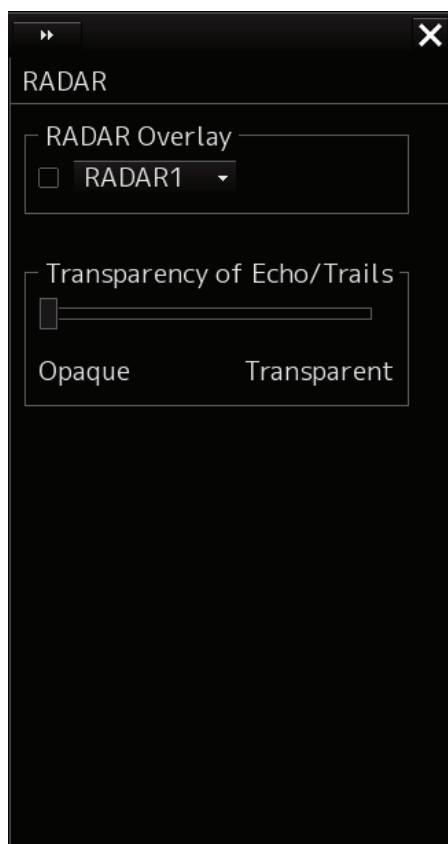 RADAR
RADAR Overlay
RADAR1
Transparency of Echo/Trails
Opaque Transparent